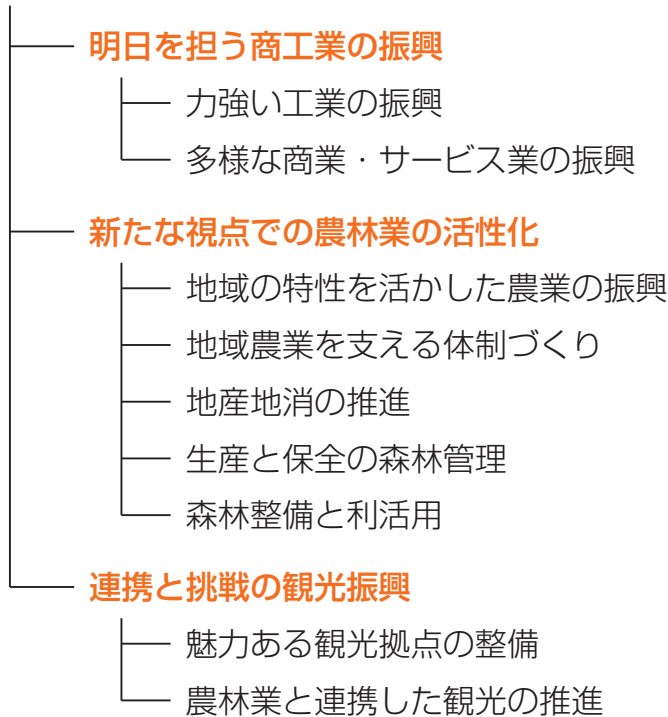 明日を担う商工業の振興
力強い工業の振興
多様な商業・サービス業の振興
新たな視点での農林業の活性化
地域の特性を活かした農業の振興
地域農業を支える体制づくり
地産地消の推進
生産と保全の森林管理
森林整備と利活用
連携と挑戦の観光振興
魅力ある観光拠点の整備
農林業と連携した観光の推進